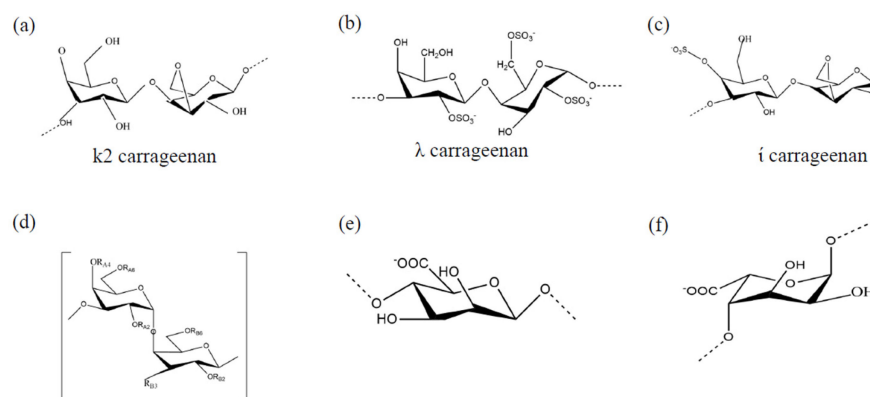 (a)
O
OH
O
O
O
O
O
OH
OH
OH
k2 carrageenan
(b)
OH
CH₂OH
O
O
O
OSO₃⁻
OSO₃⁻
H₂C
O
O
OSO₃⁻
HO
λ carrageenan
(c)
⁻O₃S
O
OH
O
O
O
OH
O
O
ί carrageenan
(d)
ORA4
ORA6
O
O
ORA2
O
ORB6
O
ORB2
RB3
(e)
⁻OOC
HO
O
O
O
HO
(f)
O
OH
O
⁻OOC
OH
O